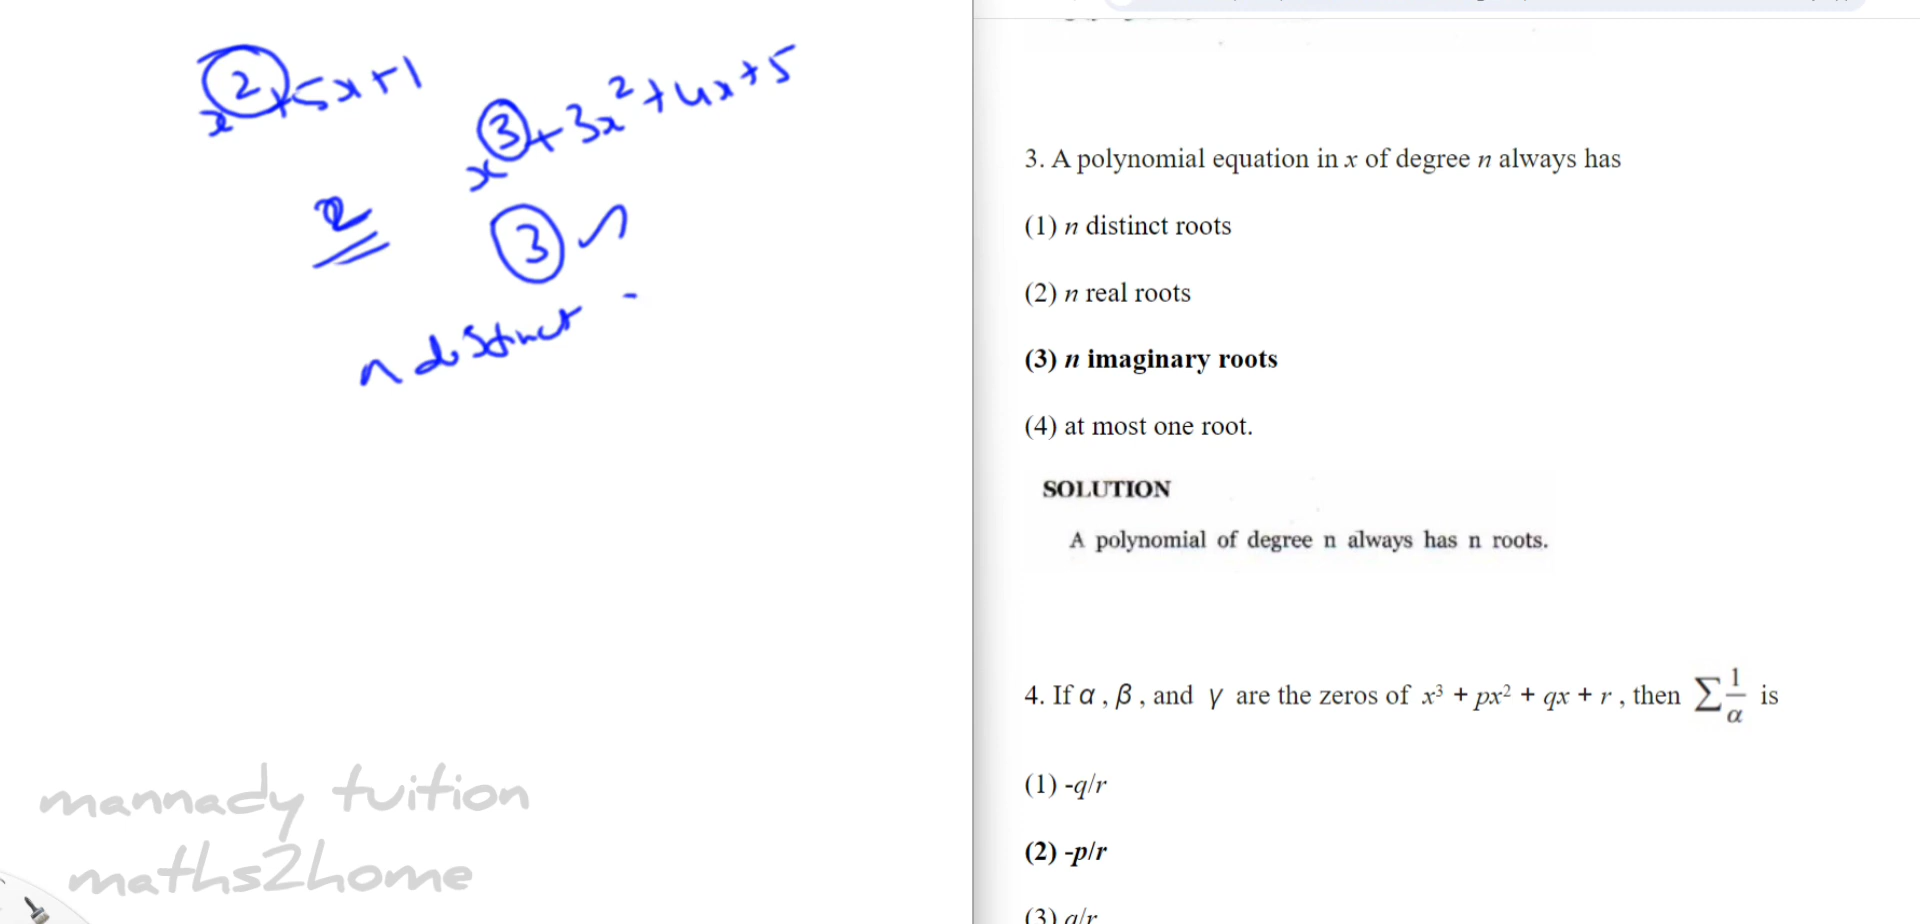 x² + 5x + 1
x³ + 3x² + 4x + 5
2
3
n distinct -
mannady tuition
maths2home
3. A polynomial equation in x of degree n always has
(1) n distinct roots
(2) n real roots
(3) n imaginary roots
(4) at most one root.
SOLUTION
A polynomial of degree n always has n roots.
4. If α , β , and γ are the zeros of x³ + px² + qx + r , then Σ 1/α is
(1) -q/r
(2) -p/r
(3) q/r